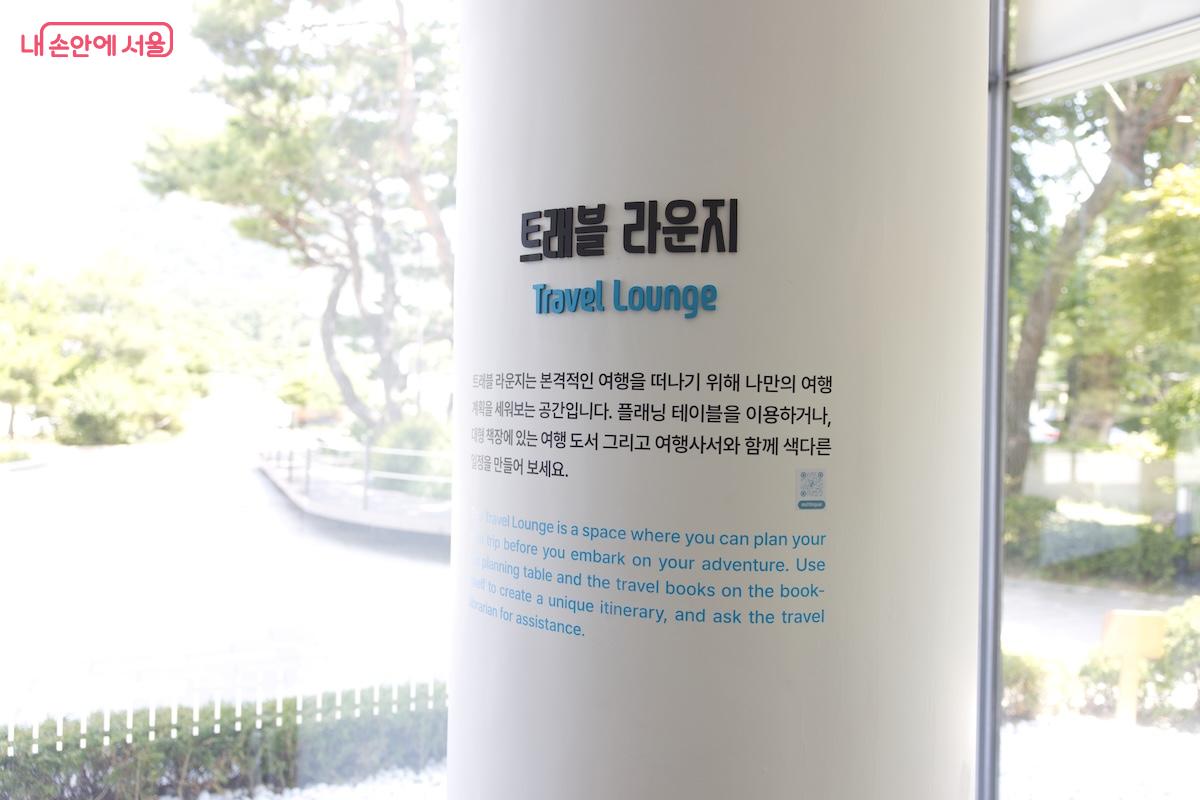 내 손안에 서울
트래블 라운지
Travel Lounge
트래블 라운지는 본격적인 여행을 떠나기 위해 나만의 여행
계획을 세워보는 공간입니다. 플래닝 테이블을 이용하거나,
대형 책장에 있는 여행 도서 그리고 여행사서와 함께 색다른
일정을 만들어 보세요.
Travel Lounge is a space where you can plan your
trip before you embark on your adventure. Use
planning table and the travel books on the book-
to create a unique itinerary, and ask the travel
librarian for assistance.